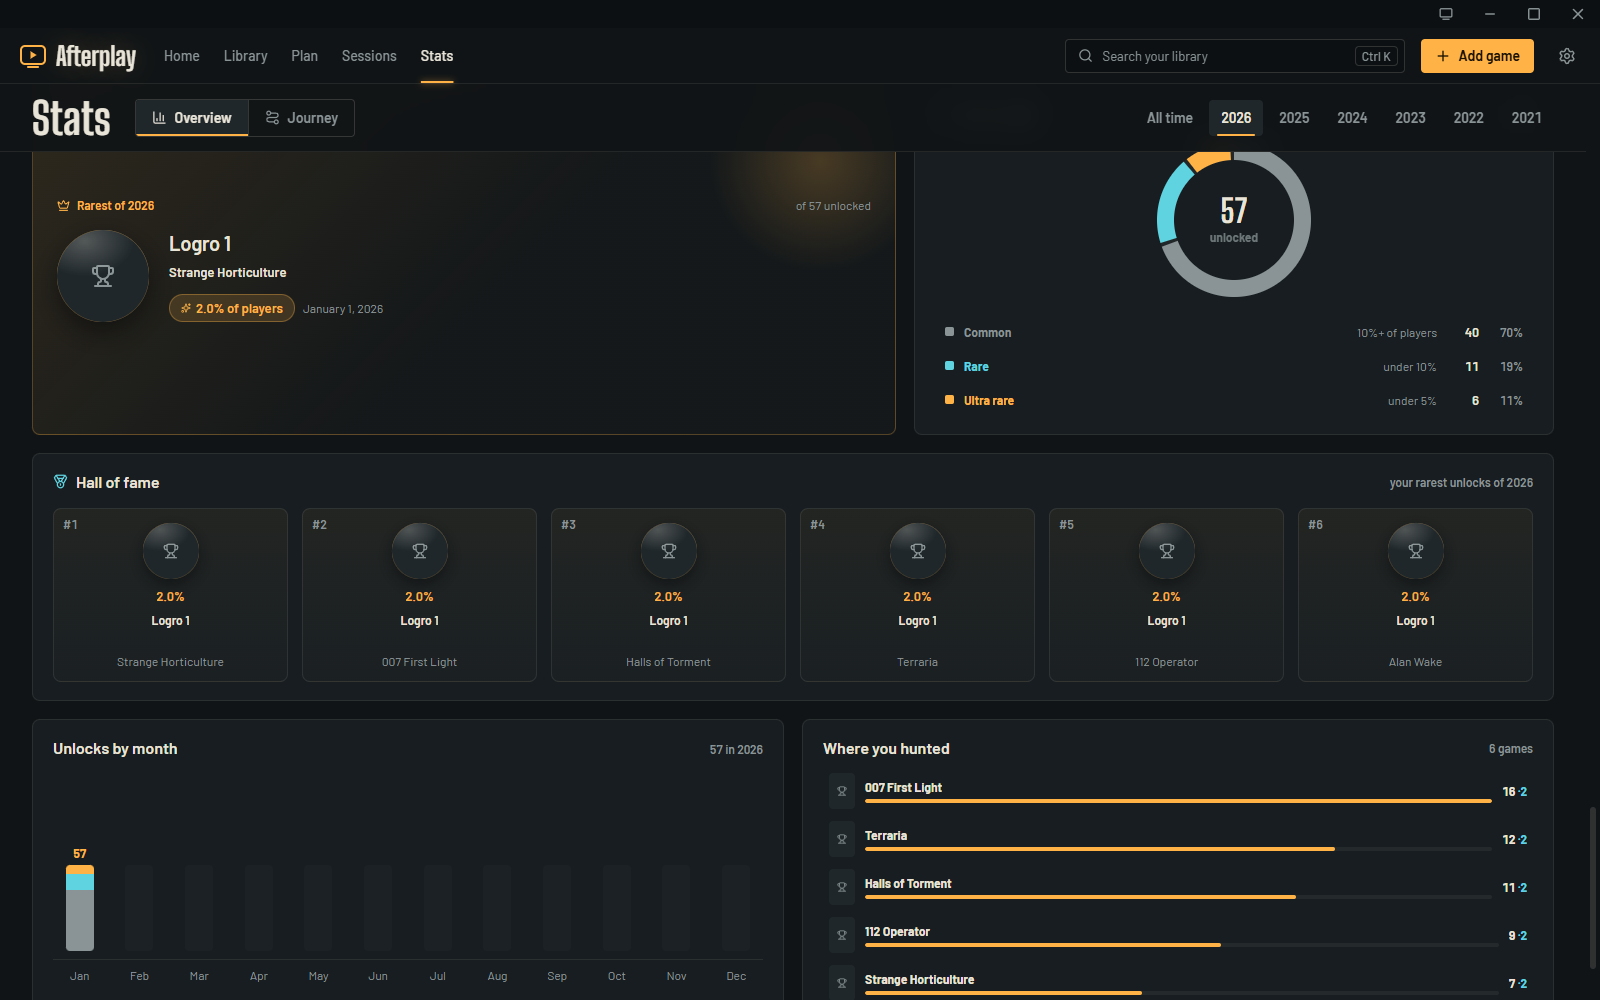 Afterplay
Home
Library
Plan
Sessions
Stats
Search your library
Ctrl K
Add game
Stats
Overview
Journey
All time
2026
2025
2024
2023
2022
2021
Rarest of 2026
of 57 unlocked
Logro 1
Strange Horticulture
2.0% of players
January 1, 2026
57
unlocked
Common 10%+ of players 40 70%
Rare under 10% 11 19%
Ultra rare under 5% 6 11%
Hall of fame
your rarest unlocks of 2026
#1
2.0%
Logro 1
Strange Horticulture
#2
2.0%
Logro 1
007 First Light
#3
2.0%
Logro 1
Halls of Torment
#4
2.0%
Logro 1
Terraria
#5
2.0%
Logro 1
112 Operator
#6
2.0%
Logro 1
Alan Wake
Unlocks by month
57 in 2026
57
Jan Feb Mar Apr May Jun Jul Aug Sep Oct Nov Dec
Where you hunted
6 games
007 First Light
16 ·2
Terraria
12 ·2
Halls of Torment
11 ·2
112 Operator
9 ·2
Strange Horticulture
7 ·2